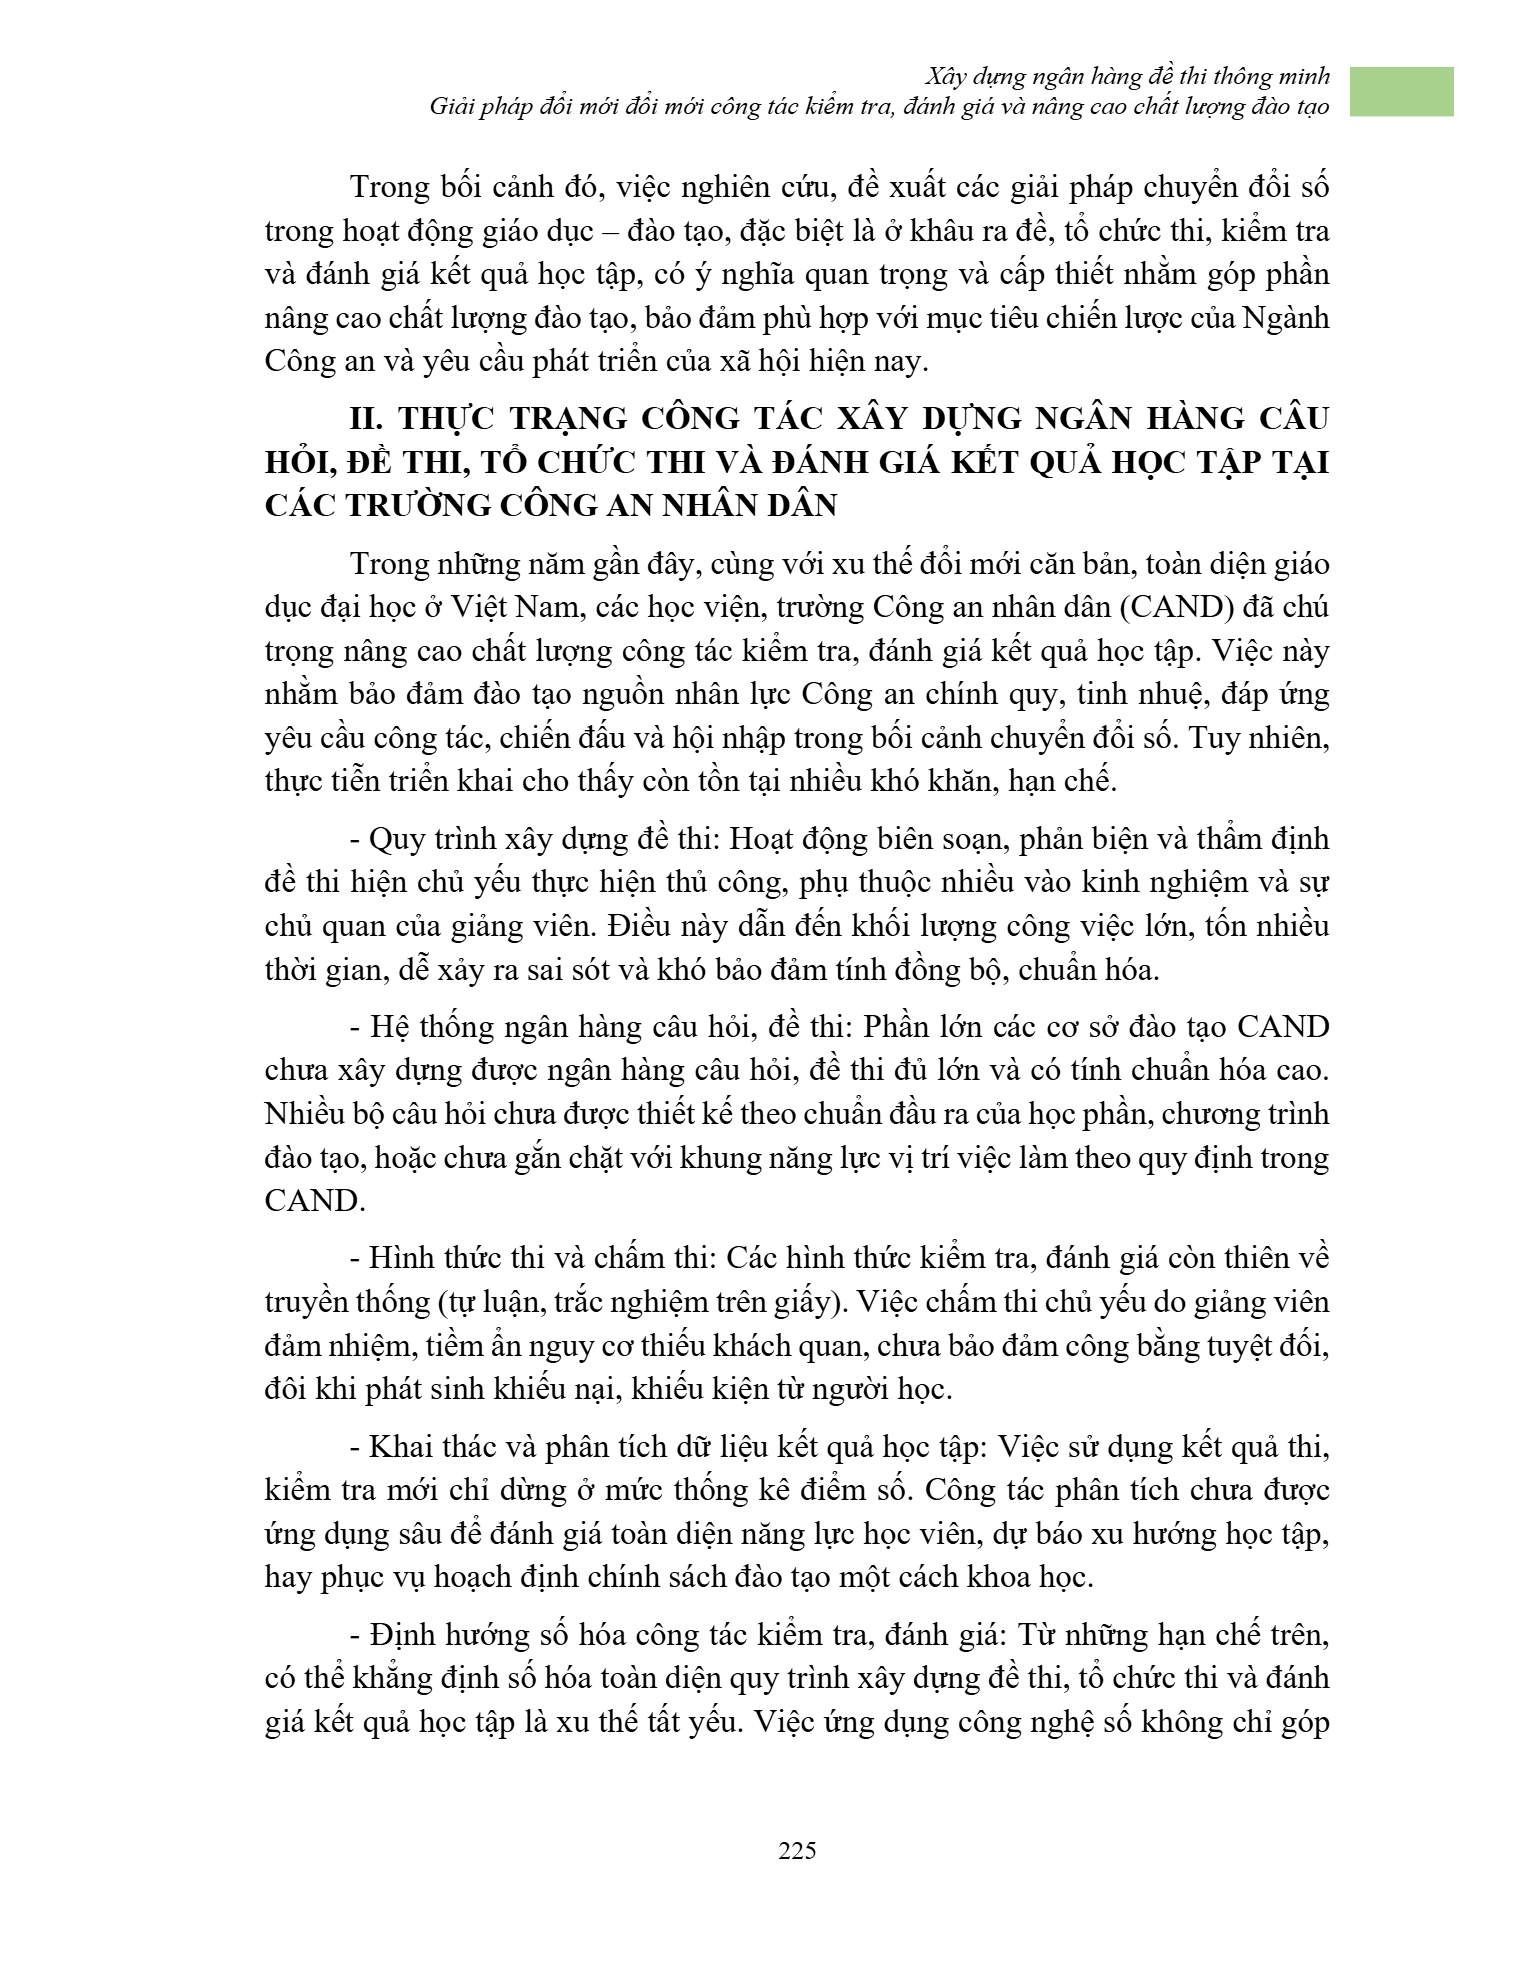 Xây dựng ngân hàng đề thi thông minh
Giải pháp đổi mới đổi mới công tác kiểm tra, đánh giá và nâng cao chất lượng đào tạo
Trong bối cảnh đó, việc nghiên cứu, đề xuất các giải pháp chuyển đổi số
trong hoạt động giáo dục – đào tạo, đặc biệt là ở khâu ra đề, tổ chức thi, kiểm tra
và đánh giá kết quả học tập, có ý nghĩa quan trọng và cấp thiết nhằm góp phần
nâng cao chất lượng đào tạo, bảo đảm phù hợp với mục tiêu chiến lược của Ngành
Công an và yêu cầu phát triển của xã hội hiện nay.
II. THỰC TRẠNG CÔNG TÁC XÂY DỰNG NGÂN HÀNG CÂU
HỎI, ĐỀ THI, TỔ CHỨC THI VÀ ĐÁNH GIÁ KẾT QUẢ HỌC TẬP TẠI
CÁC TRƯỜNG CÔNG AN NHÂN DÂN
Trong những năm gần đây, cùng với xu thế đổi mới căn bản, toàn diện giáo
dục đại học ở Việt Nam, các học viện, trường Công an nhân dân (CAND) đã chú
trọng nâng cao chất lượng công tác kiểm tra, đánh giá kết quả học tập. Việc này
nhằm bảo đảm đào tạo nguồn nhân lực Công an chính quy, tinh nhuệ, đáp ứng
yêu cầu công tác, chiến đấu và hội nhập trong bối cảnh chuyển đổi số. Tuy nhiên,
thực tiễn triển khai cho thấy còn tồn tại nhiều khó khăn, hạn chế.
- Quy trình xây dựng đề thi: Hoạt động biên soạn, phản biện và thẩm định
đề thi hiện chủ yếu thực hiện thủ công, phụ thuộc nhiều vào kinh nghiệm và sự
chủ quan của giảng viên. Điều này dẫn đến khối lượng công việc lớn, tốn nhiều
thời gian, dễ xảy ra sai sót và khó bảo đảm tính đồng bộ, chuẩn hóa.
- Hệ thống ngân hàng câu hỏi, đề thi: Phần lớn các cơ sở đào tạo CAND
chưa xây dựng được ngân hàng câu hỏi, đề thi đủ lớn và có tính chuẩn hóa cao.
Nhiều bộ câu hỏi chưa được thiết kế theo chuẩn đầu ra của học phần, chương trình
đào tạo, hoặc chưa gắn chặt với khung năng lực vị trí việc làm theo quy định trong
CAND.
- Hình thức thi và chấm thi: Các hình thức kiểm tra, đánh giá còn thiên về
truyền thống (tự luận, trắc nghiệm trên giấy). Việc chấm thi chủ yếu do giảng viên
đảm nhiệm, tiềm ẩn nguy cơ thiếu khách quan, chưa bảo đảm công bằng tuyệt đối,
đôi khi phát sinh khiếu nại, khiếu kiện từ người học.
- Khai thác và phân tích dữ liệu kết quả học tập: Việc sử dụng kết quả thi,
kiểm tra mới chỉ dừng ở mức thống kê điểm số. Công tác phân tích chưa được
ứng dụng sâu để đánh giá toàn diện năng lực học viên, dự báo xu hướng học tập,
hay phục vụ hoạch định chính sách đào tạo một cách khoa học.
- Định hướng số hóa công tác kiểm tra, đánh giá: Từ những hạn chế trên,
có thể khẳng định số hóa toàn diện quy trình xây dựng đề thi, tổ chức thi và đánh
giá kết quả học tập là xu thế tất yếu. Việc ứng dụng công nghệ số không chỉ góp
225